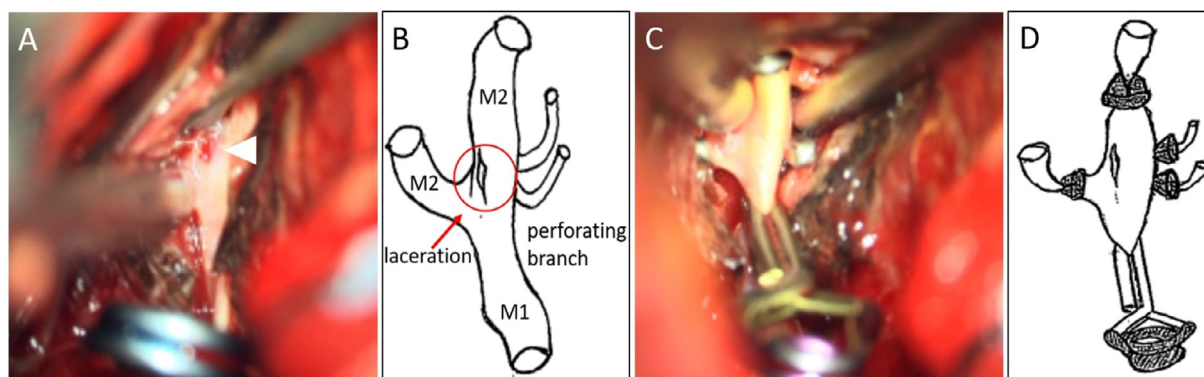 A
B
M2
M2
laceration
perforating
branch
M1
C
D